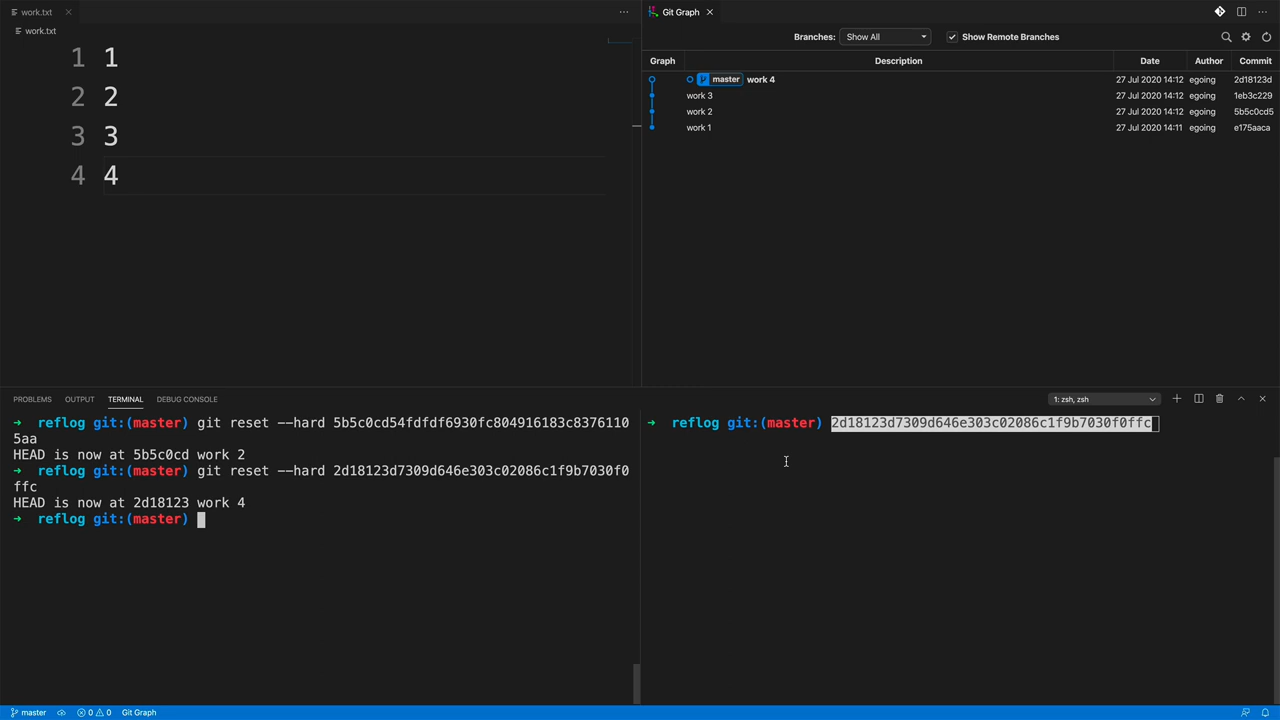 work.txt
work.txt
1 1
2 2
3 3
4 4
Git Graph
Branches: Show All Show Remote Branches
Graph Description Date Author Commit
master work 4 27 Jul 2020 14:12 egoing 2d18123d
work 3 27 Jul 2020 14:12 egoing 1eb3c229
work 2 27 Jul 2020 14:12 egoing 5b5c0cd5
work 1 27 Jul 2020 14:11 egoing e175aaca
PROBLEMS OUTPUT TERMINAL DEBUG CONSOLE 1: zsh, zsh
→ reflog git:(master) git reset --hard 5b5c0cd54fdfdf6930fc804916183c8376110
5aa
HEAD is now at 5b5c0cd work 2
→ reflog git:(master) git reset --hard 2d18123d7309d646e303c02086c1f9b7030f0
ffc
HEAD is now at 2d18123 work 4
→ reflog git:(master)
→ reflog git:(master) 2d18123d7309d646e303c02086c1f9b7030f0ffc
master 0 0 Git Graph